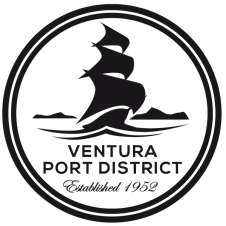 VENTURA
PORT DISTRICT
Established 1952